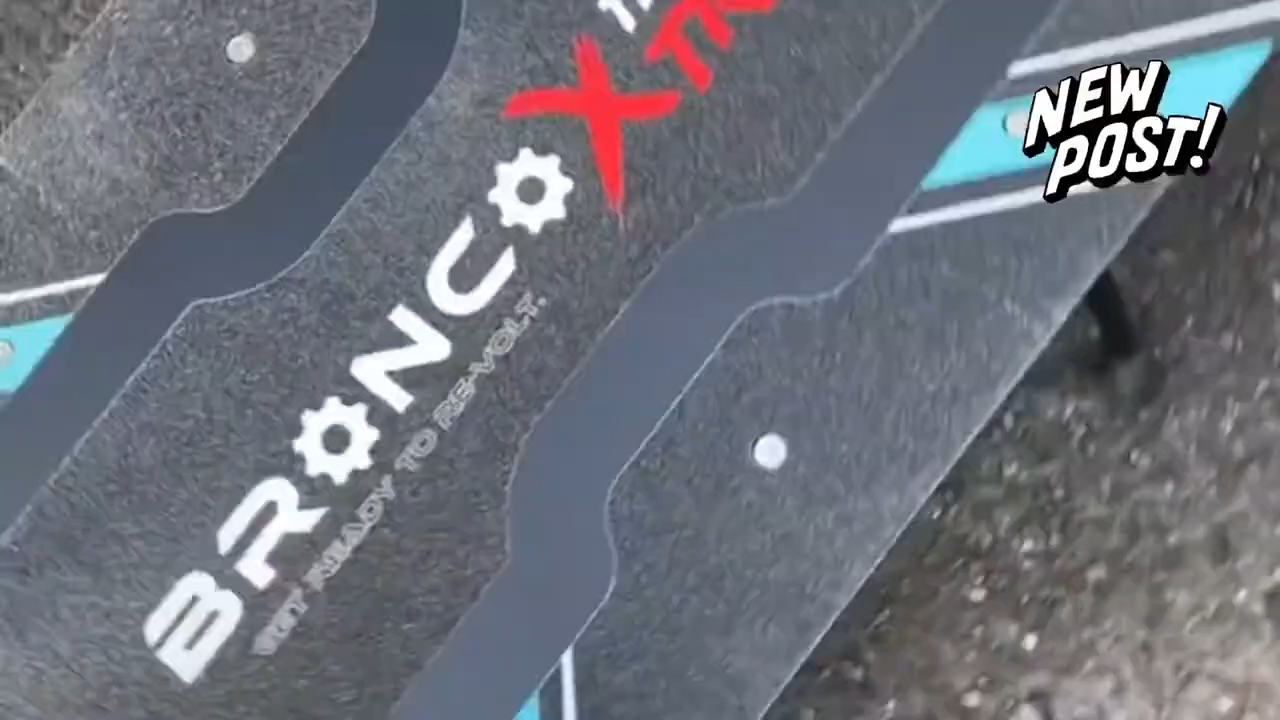 BRONCO
X
GET READY TO RE-VOLT.
NEW
POST!